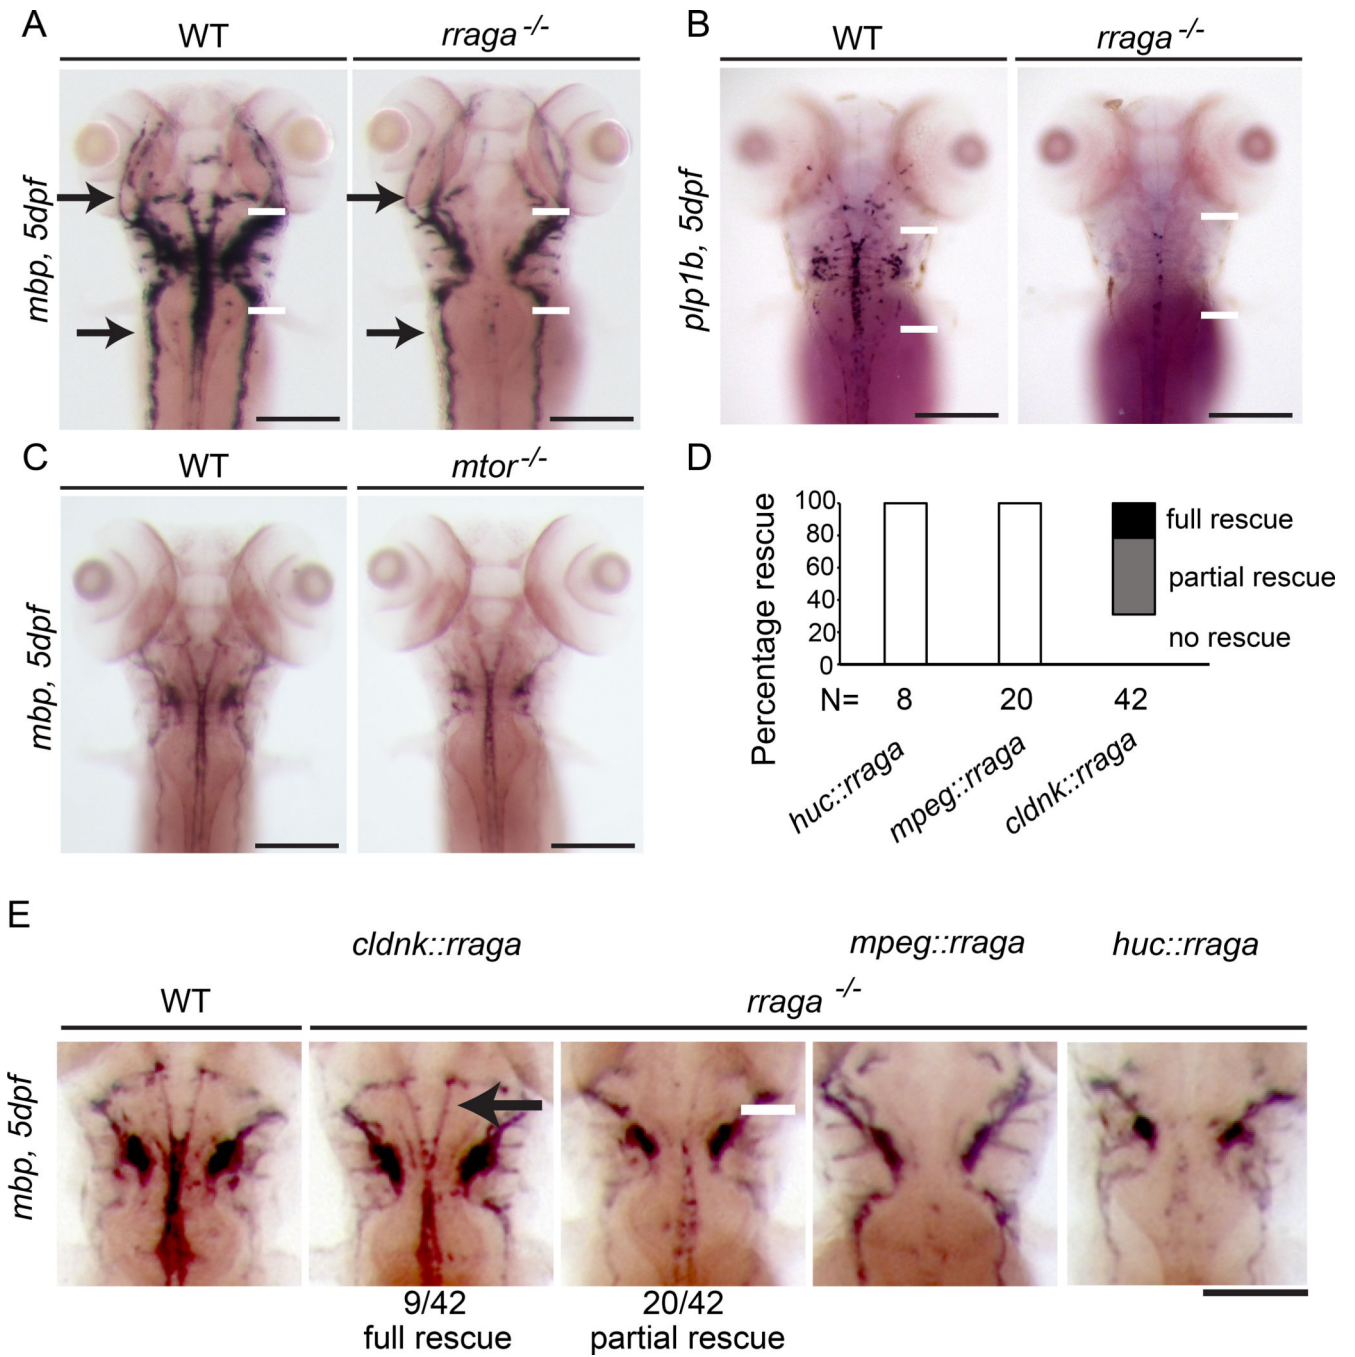 A
WT
rraga -/-
mbp, 5dpf
B
WT
rraga -/-
plp1b, 5dpf
C
WT
mtor -/-
mbp, 5dpf
D
Percentage rescue
100
80
60
40
20
0
full rescue
partial rescue
no rescue
N= 8 20 42
huc::rraga
mpeg::rraga
cldnk::rraga
E
cldnk::rraga
mpeg::rraga
huc::rraga
WT
rraga -/-
mbp, 5dpf
9/42
full rescue
20/42
partial rescue